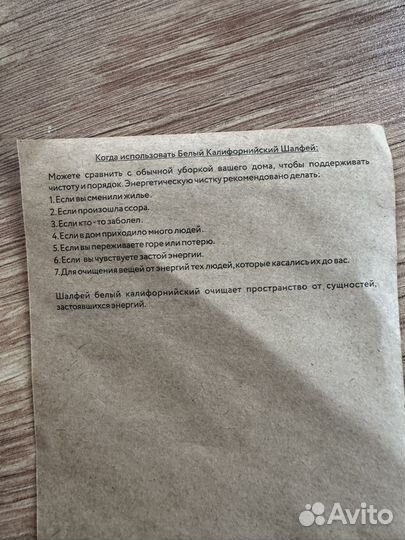 Когда использовать Белый Калифорнийский Шалфей:
Можете сравнить с обычной уборкой вашего дома, чтобы поддерживать
чистоту и порядок. Энергетическую чистку рекомендовано делать:
1. Если вы сменили жилье.
2. Если произошла ссора.
3. Если кто-то заболел.
4. Если в дом приходило много людей.
5. Если вы переживаете горе или потерю.
6. Если вы чувствуете застой энергии.
7. Для очищения вещей от энергий тех людей, которые касались их до вас.
Шалфей белый калифорнийский очищает пространство от сущностей,
застоявшихся энергий.
Avito